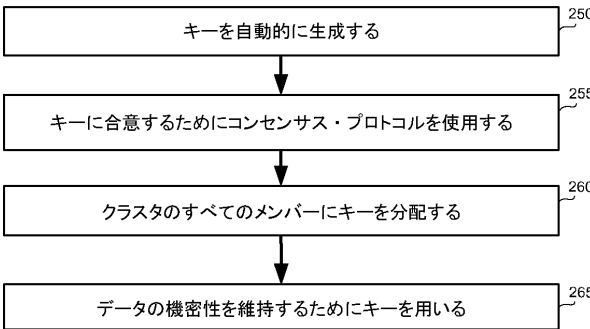 250
キーを自動的に生成する
255
キーに合意するためにコンセンサス・プロトコルを使用する
260
クラスタのすべてのメンバーにキーを分配する
265
データの機密性を維持するためにキーを用いる